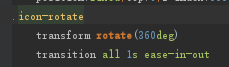 .icon-rotate
transform rotate(360deg)
transition all 1s ease-in-out